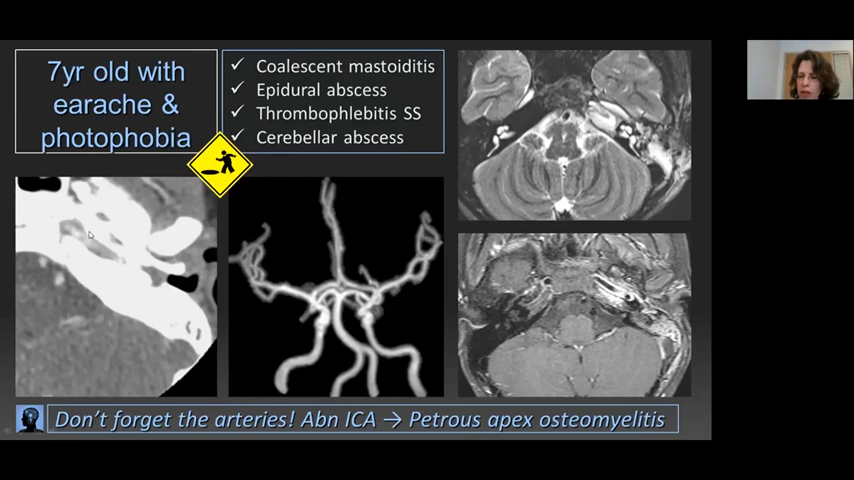 7yr old with
earache &
photophobia
✓ Coalescent mastoiditis
✓ Epidural abscess
✓ Thrombophlebitis SS
✓ Cerebellar abscess
Don't forget the arteries! Abn ICA → Petrous apex osteomyelitis